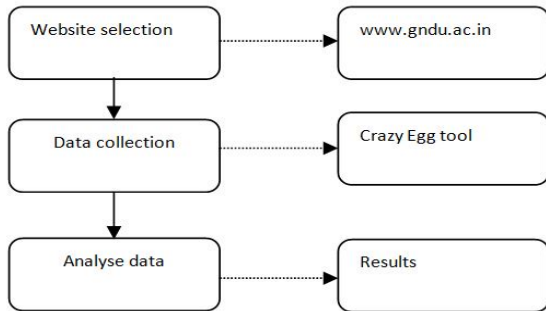 Website selection
www.gndu.ac.in
Data collection
Crazy Egg tool
Analyse data
Results